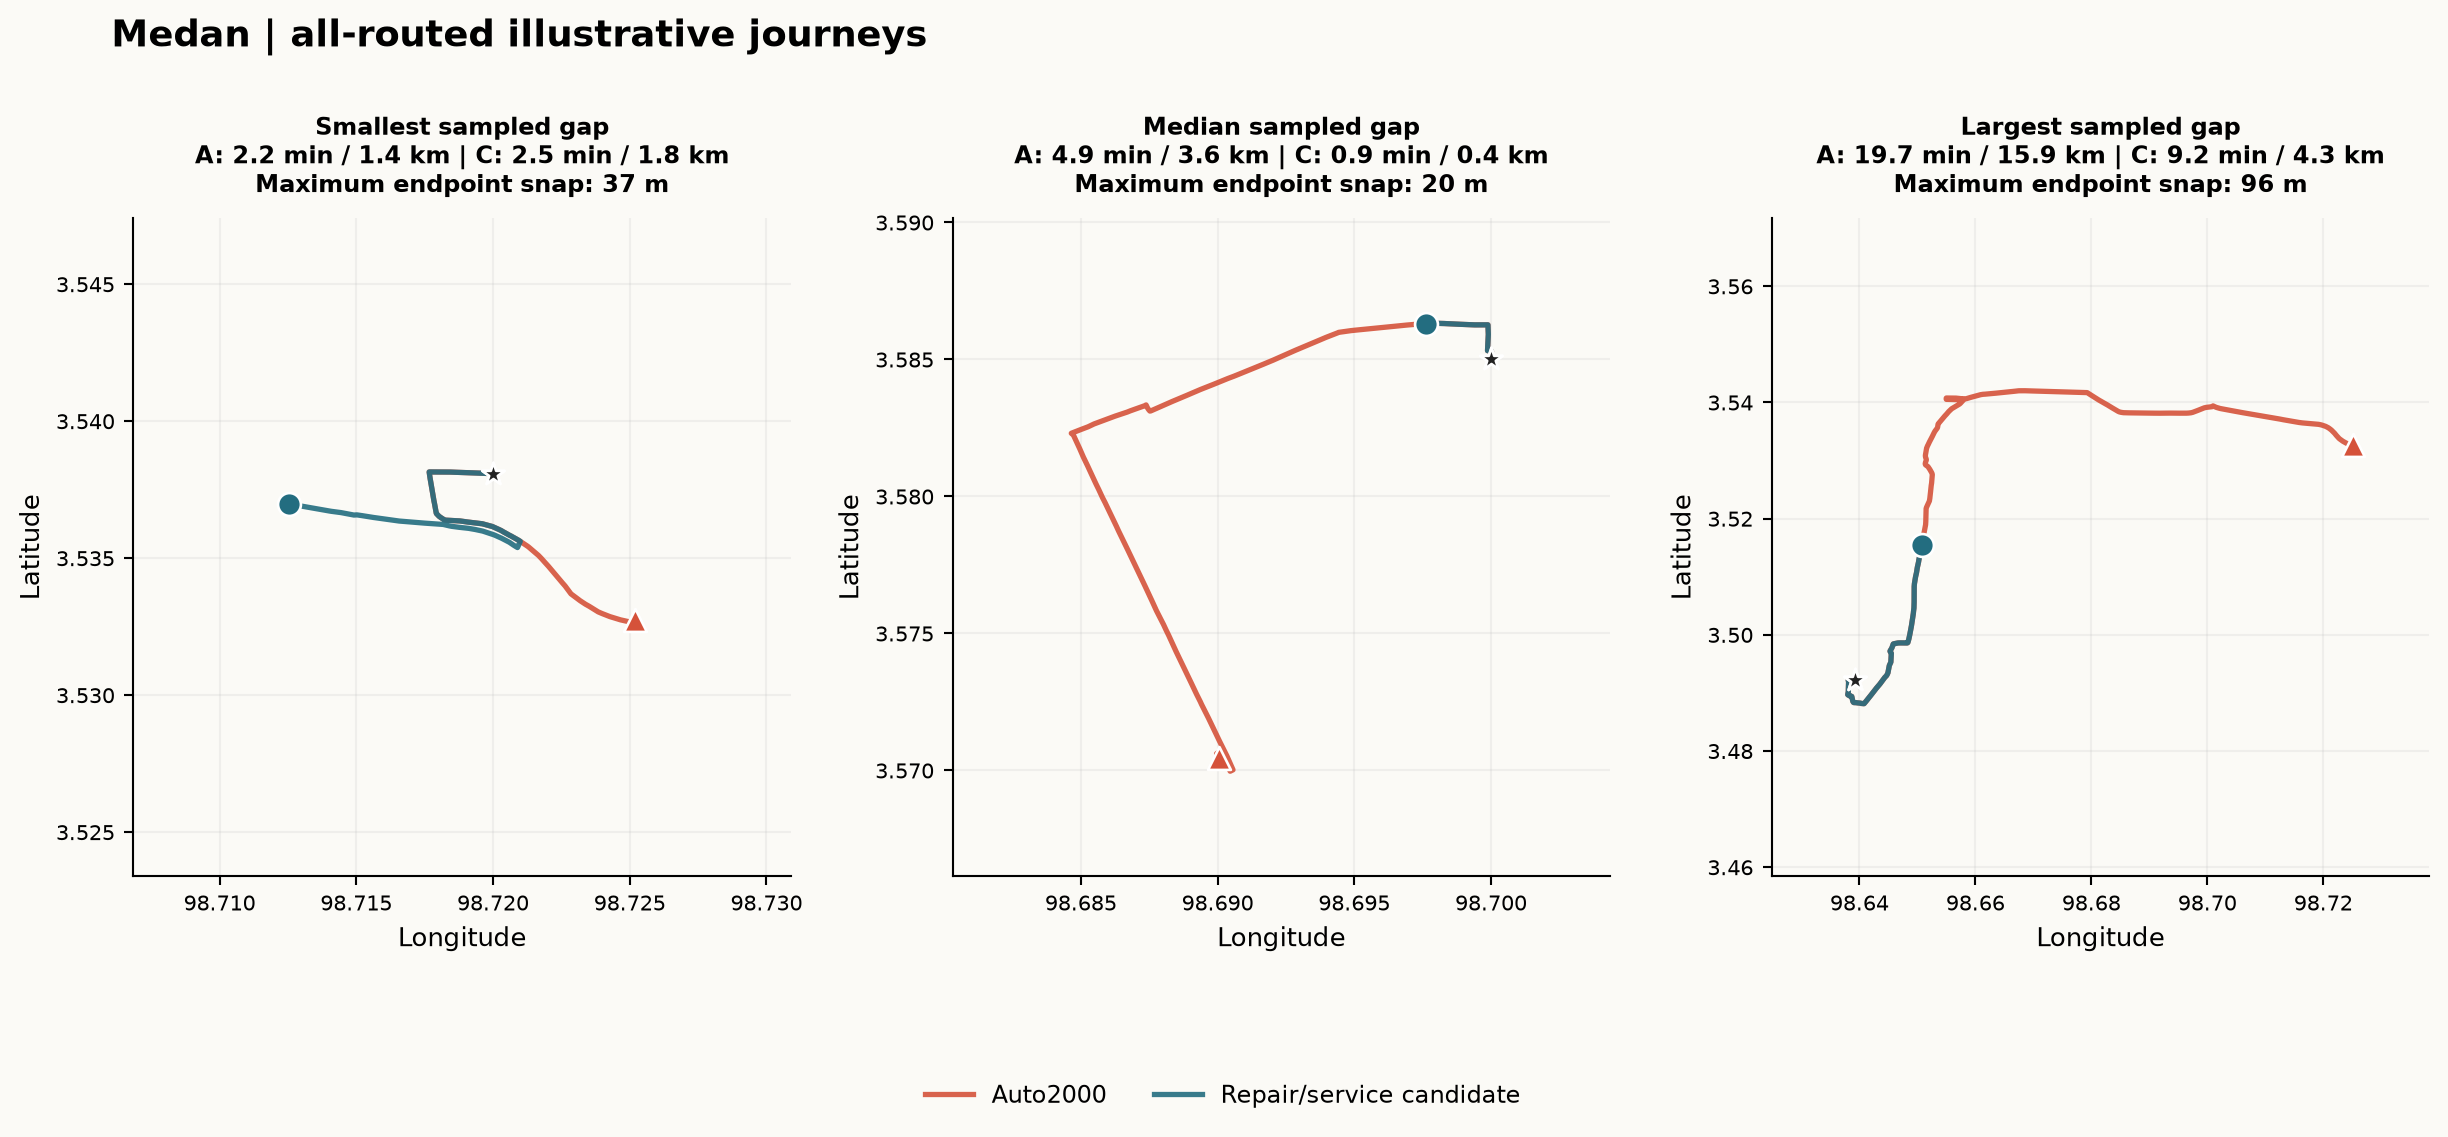 Medan | all-routed illustrative journeys
Smallest sampled gap
A: 2.2 min / 1.4 km | C: 2.5 min / 1.8 km
Maximum endpoint snap: 37 m
Latitude
3.545
3.540
3.535
3.530
3.525
98.710 98.715 98.720 98.725 98.730
Longitude
Median sampled gap
A: 4.9 min / 3.6 km | C: 0.9 min / 0.4 km
Maximum endpoint snap: 20 m
Latitude
3.590
3.585
3.580
3.575
3.570
98.685 98.690 98.695 98.700
Longitude
Largest sampled gap
A: 19.7 min / 15.9 km | C: 9.2 min / 4.3 km
Maximum endpoint snap: 96 m
Latitude
3.56
3.54
3.52
3.50
3.48
3.46
98.64 98.66 98.68 98.70 98.72
Longitude
Auto2000 Repair/service candidate